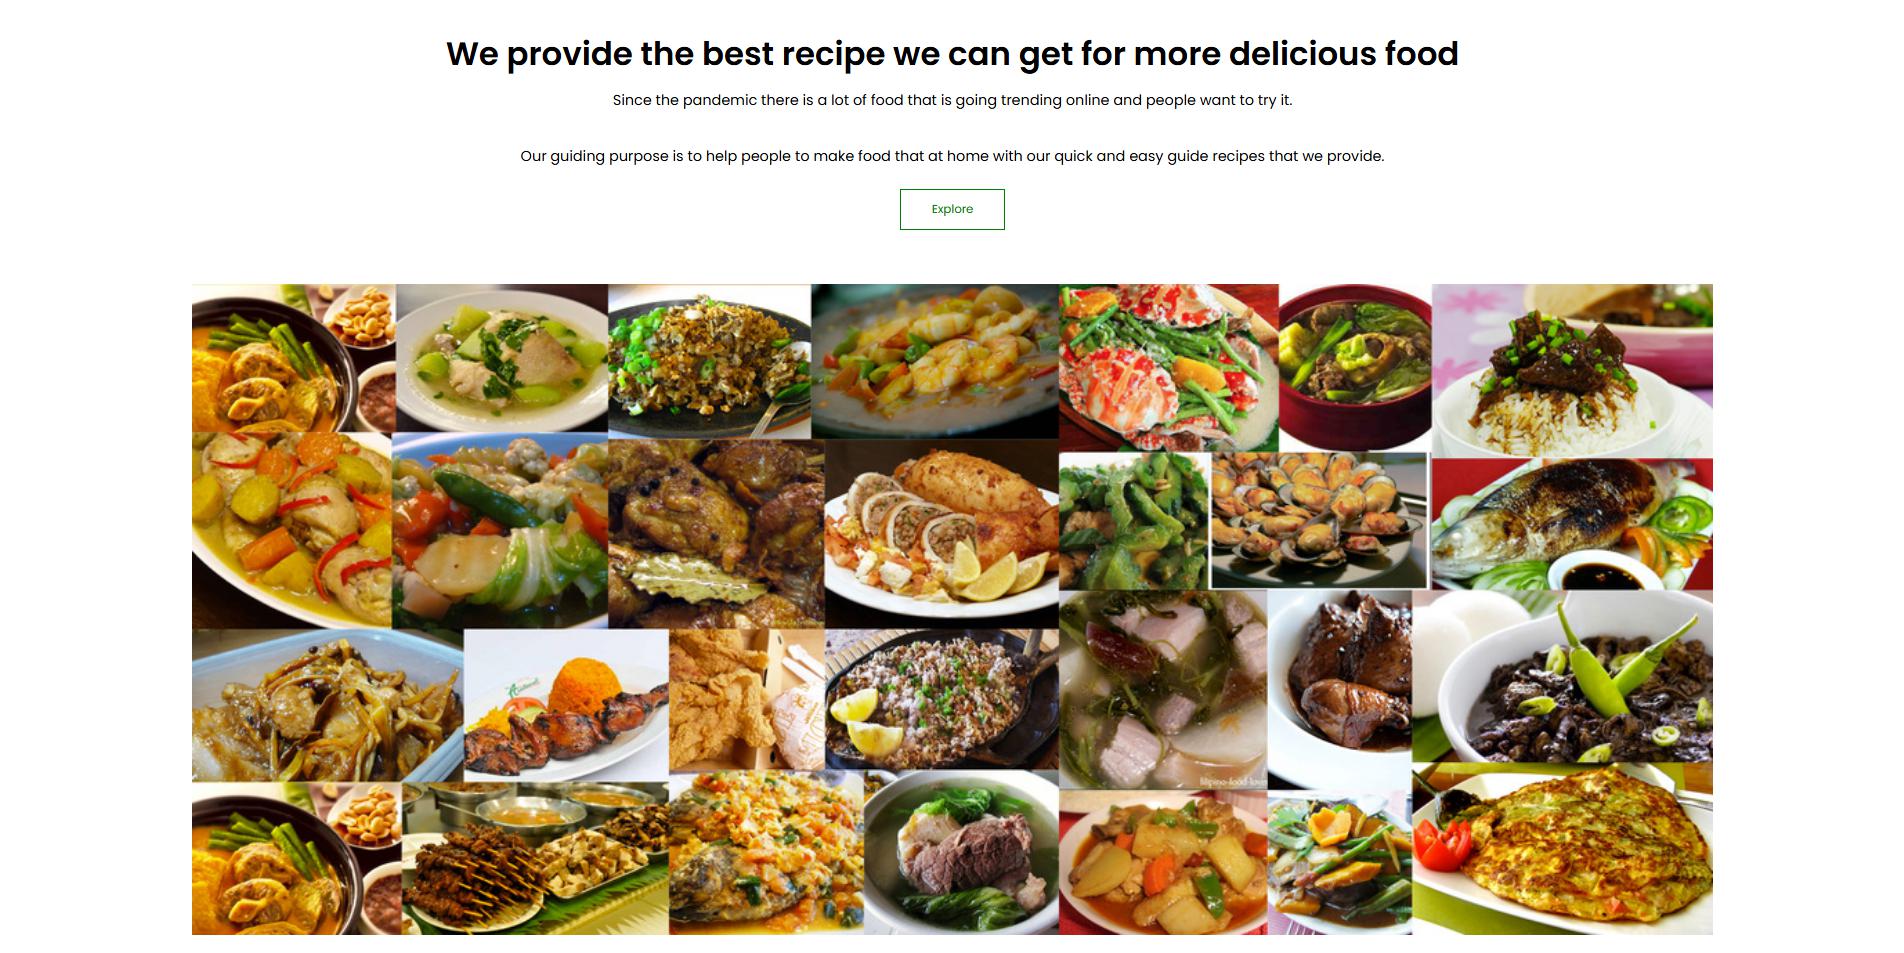 We provide the best recipe we can get for more delicious food
Since the pandemic there is a lot of food that is going trending online and people want to try it.
Our guiding purpose is to help people to make food that at home with our quick and easy guide recipes that we provide.
Explore